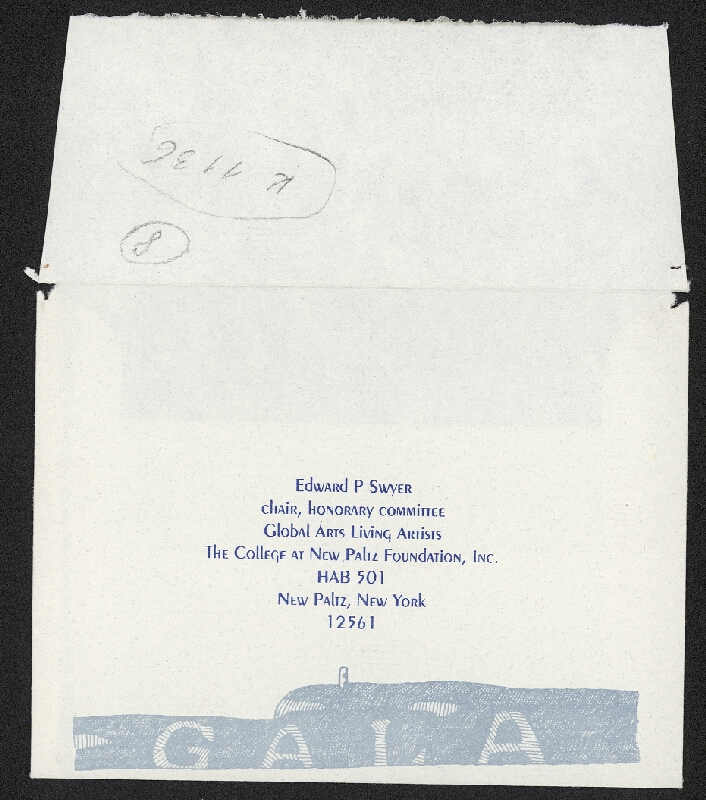 K 1136
8
Edward P Swyer
chair, honorary committee
Global Arts Living Artists
The College at New Paltz Foundation, Inc.
HAB 501
New Paltz, New York
12561
GALA